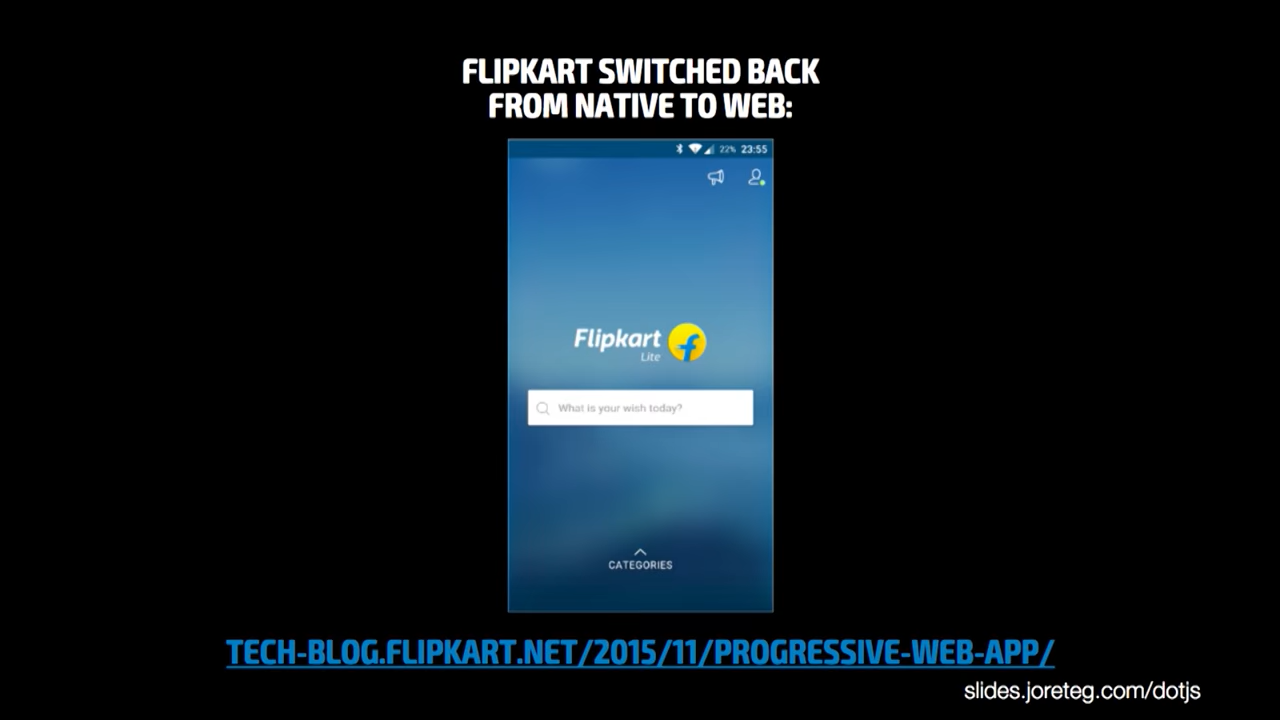 FLIPKART SWITCHED BACK
FROM NATIVE TO WEB:
22% 23:55
Flipkart
Lite
What is your wish today?
CATEGORIES
TECH-BLOG.FLIPKART.NET/2015/11/PROGRESSIVE-WEB-APP/
slides.joreteg.com/dotjs